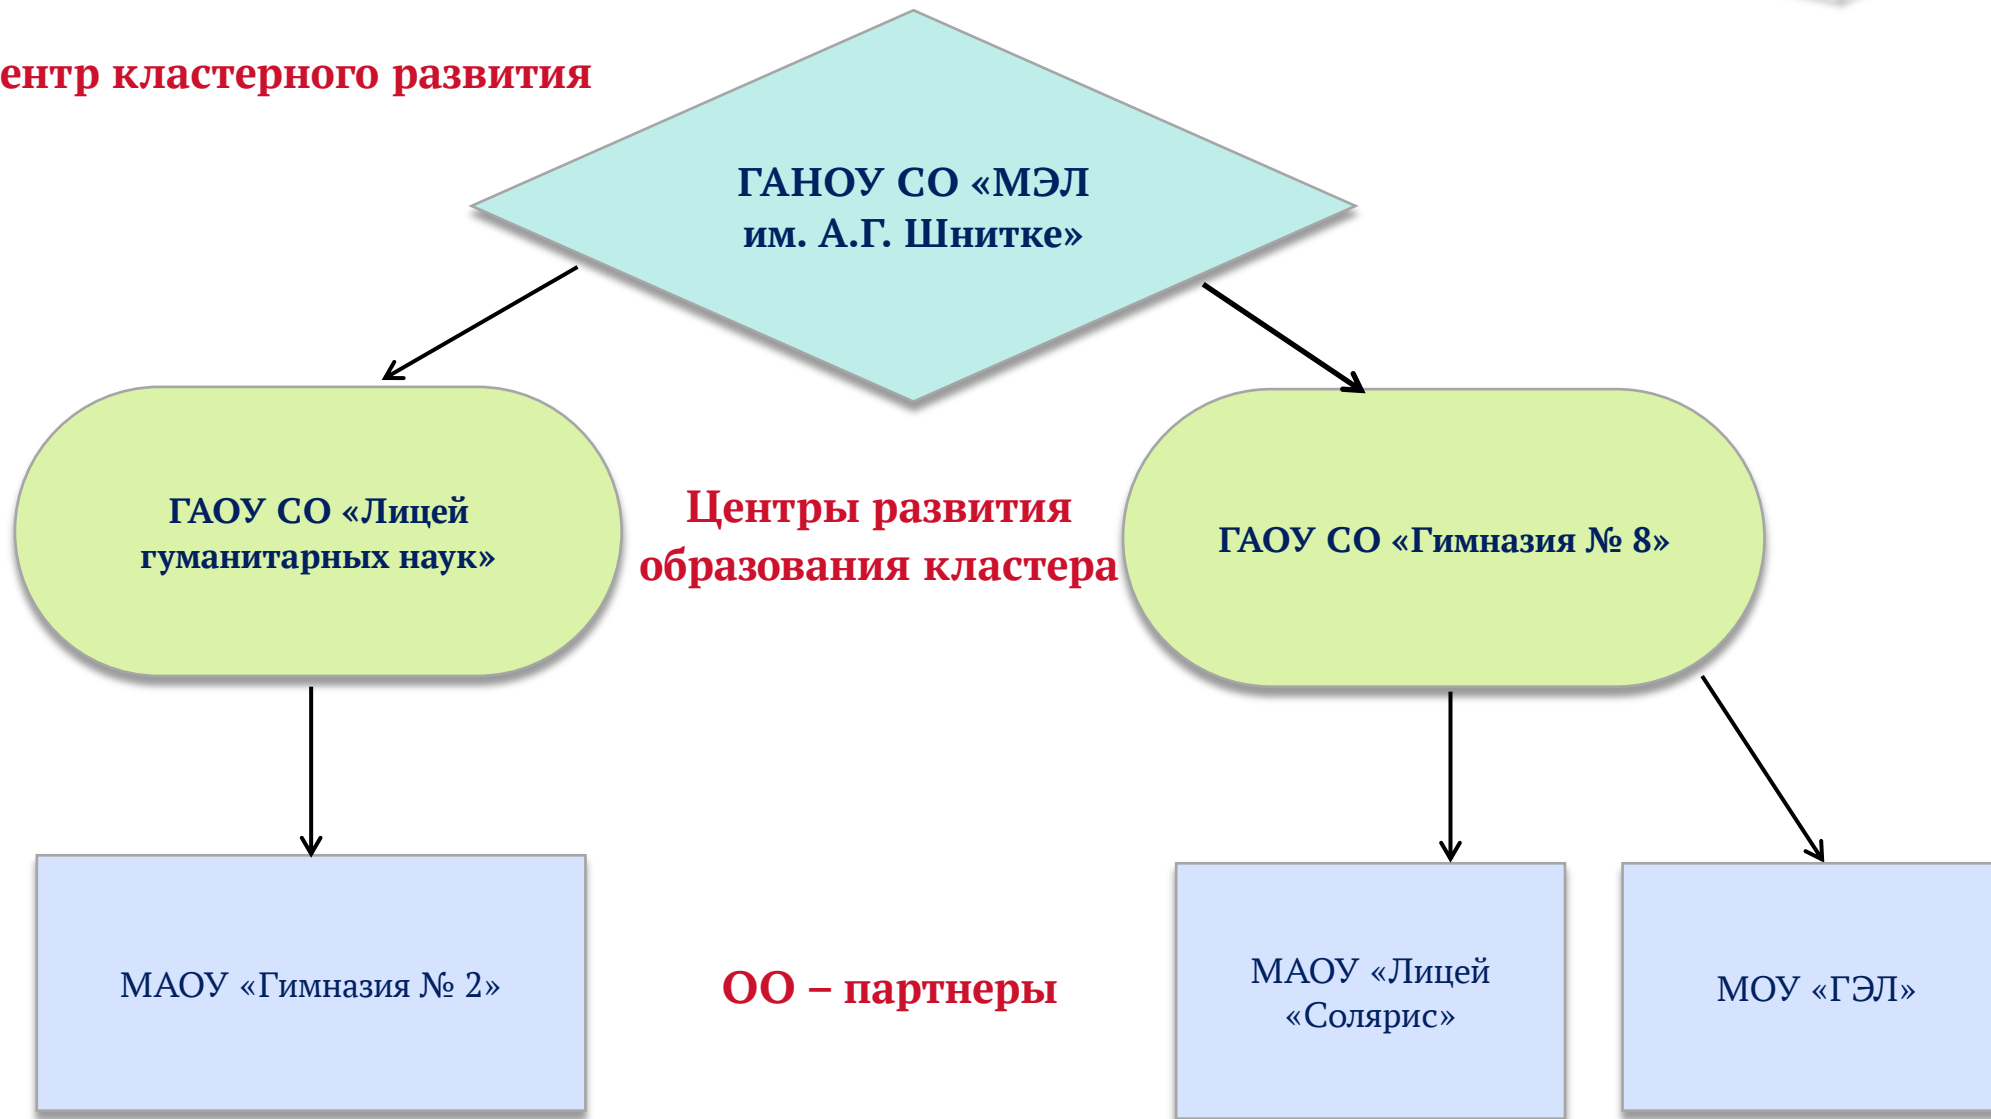 ентр кластерного развития
ГАНОУ СО «МЭЛ
им. А.Г. Шнитке»
ГАОУ СО «Лицей
гуманитарных наук»
Центры развития
образования кластера
ГАОУ СО «Гимназия № 8»
МАОУ «Гимназия № 2»
ОО – партнеры
МАОУ «Лицей
«Солярис»
МОУ «ГЭЛ»